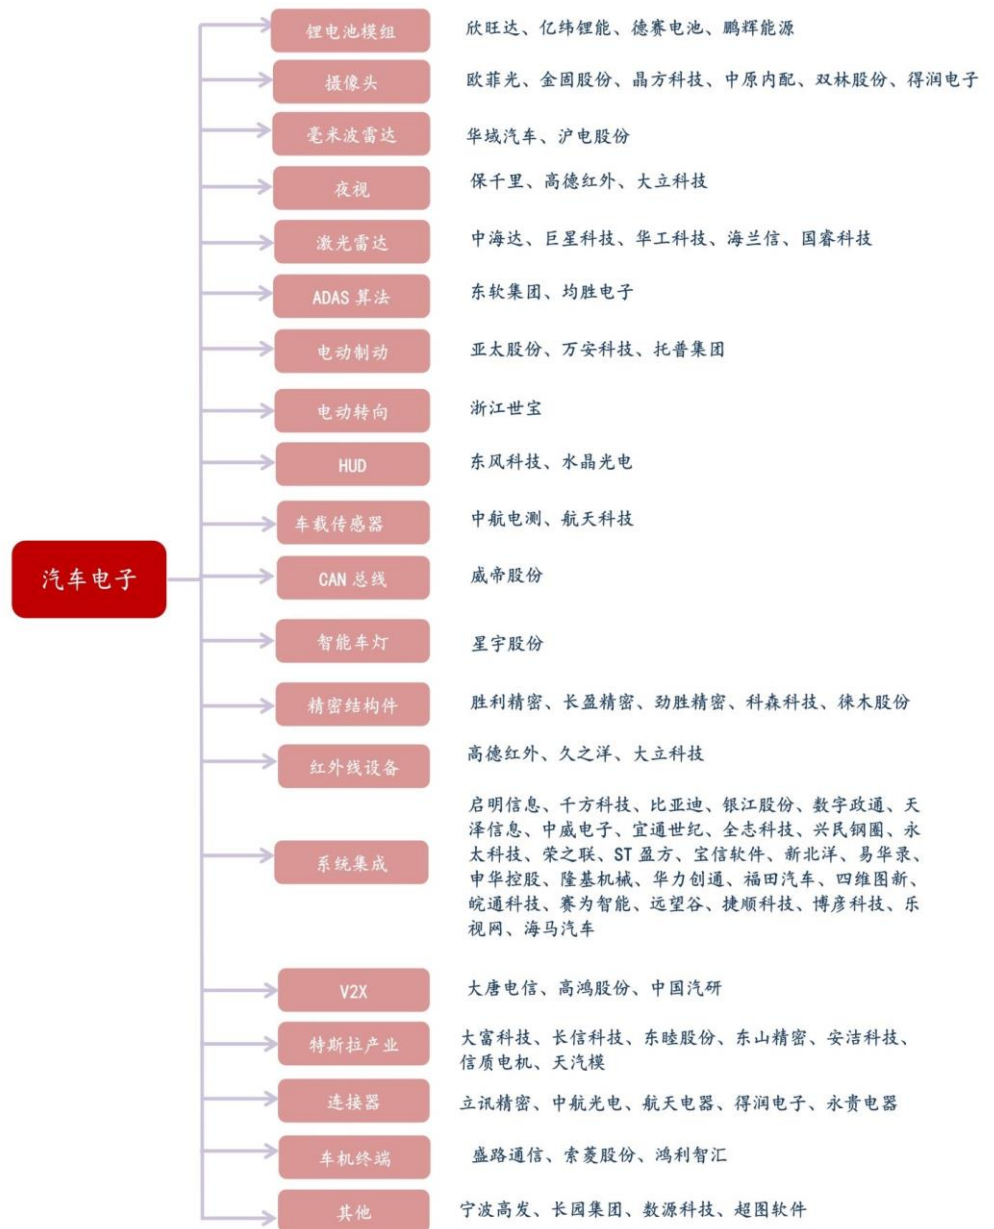 锂电池模组
欣旺达、亿纬锂能、德赛电池、鹏辉能源
摄像头
欧菲光、金固股份、晶方科技、中原内配、双林股份、得润电子
毫米波雷达
华域汽车、沪电股份
夜视
保千里、高德红外、大立科技
激光雷达
中海达、巨星科技、华工科技、海兰信、国睿科技
ADAS 算法
东软集团、均胜电子
电动制动
亚太股份、万安科技、托普集团
电动转向
浙江世宝
HUD
东风科技、水晶光电
车载传感器
中航电测、航天科技
汽车电子
CAN 总线
威帝股份
智能车灯
星宇股份
精密结构件
胜利精密、长盈精密、劲胜精密、科森科技、徕木股份
红外线设备
高德红外、久之洋、大立科技
系统集成
启明信息、千方科技、比亚迪、银江股份、数字政通、天
泽信息、中威电子、宜通世纪、全志科技、兴民钢圈、永
太科技、荣之联、ST 盈方、宝信软件、新北洋、易华录、
申华控股、隆基机械、华力创通、福田汽车、四维图新、
皖通科技、赛为智能、远望谷、捷顺科技、博彦科技、乐
视网、海马汽车
V2X
大唐电信、高鸿股份、中国汽研
特斯拉产业
大富科技、长信科技、东睦股份、东山精密、安洁科技、
信质电机、天汽模
连接器
立讯精密、中航光电、航天电器、得润电子、永贵电器
车机终端
盛路通信、索菱股份、鸿利智汇
其他
宁波高发、长园集团、数源科技、超图软件